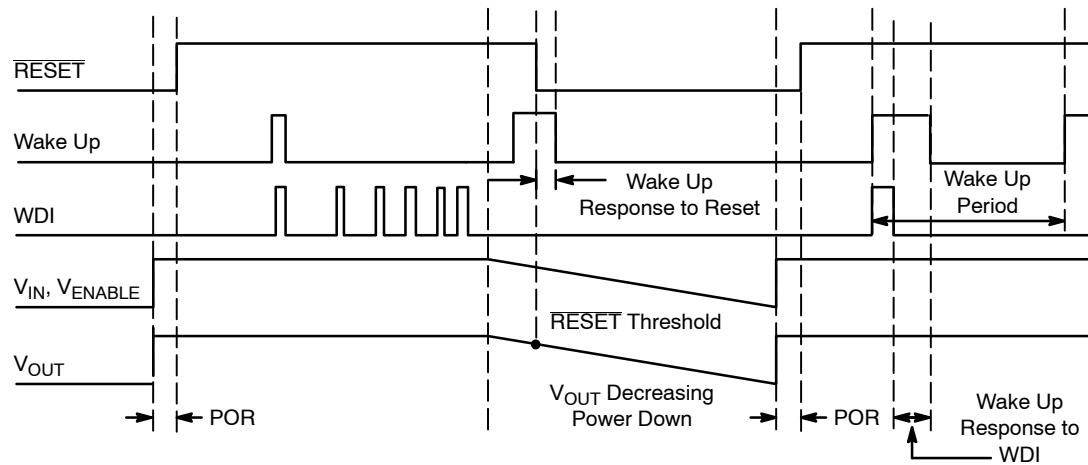 RESET
Wake Up
WDI
Wake Up
Response to Reset
Wake Up
Period
VIN, VENABLE
RESET Threshold
VOUT
POR
VOUT Decreasing
Power Down
POR
Wake Up
Response to
WDI